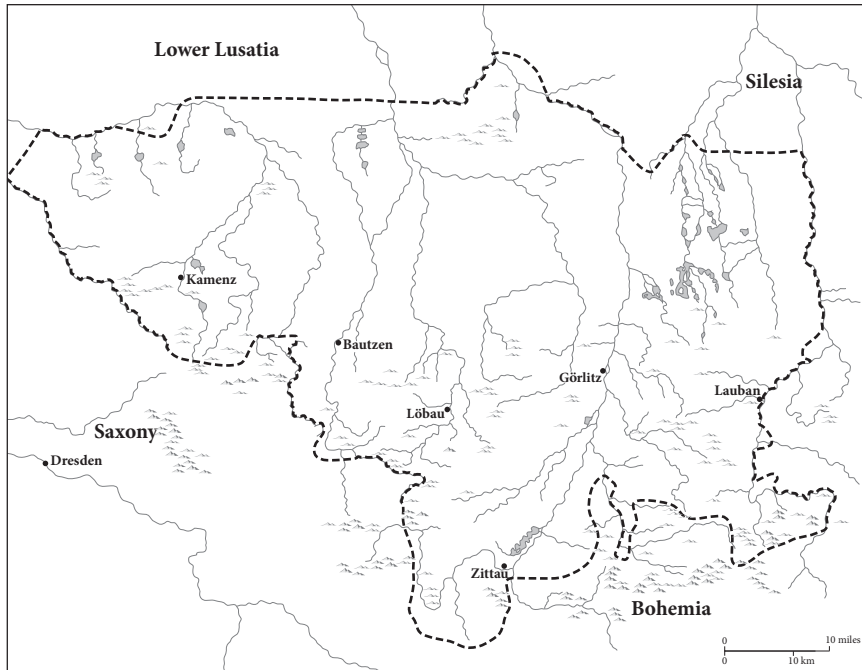 Lower Lusatia
Silesia
Kamenz
Bautzen
Görlitz
Lauban
Löbau
Saxony
Dresden
Zittau
Bohemia
0 10 miles
0 10 km